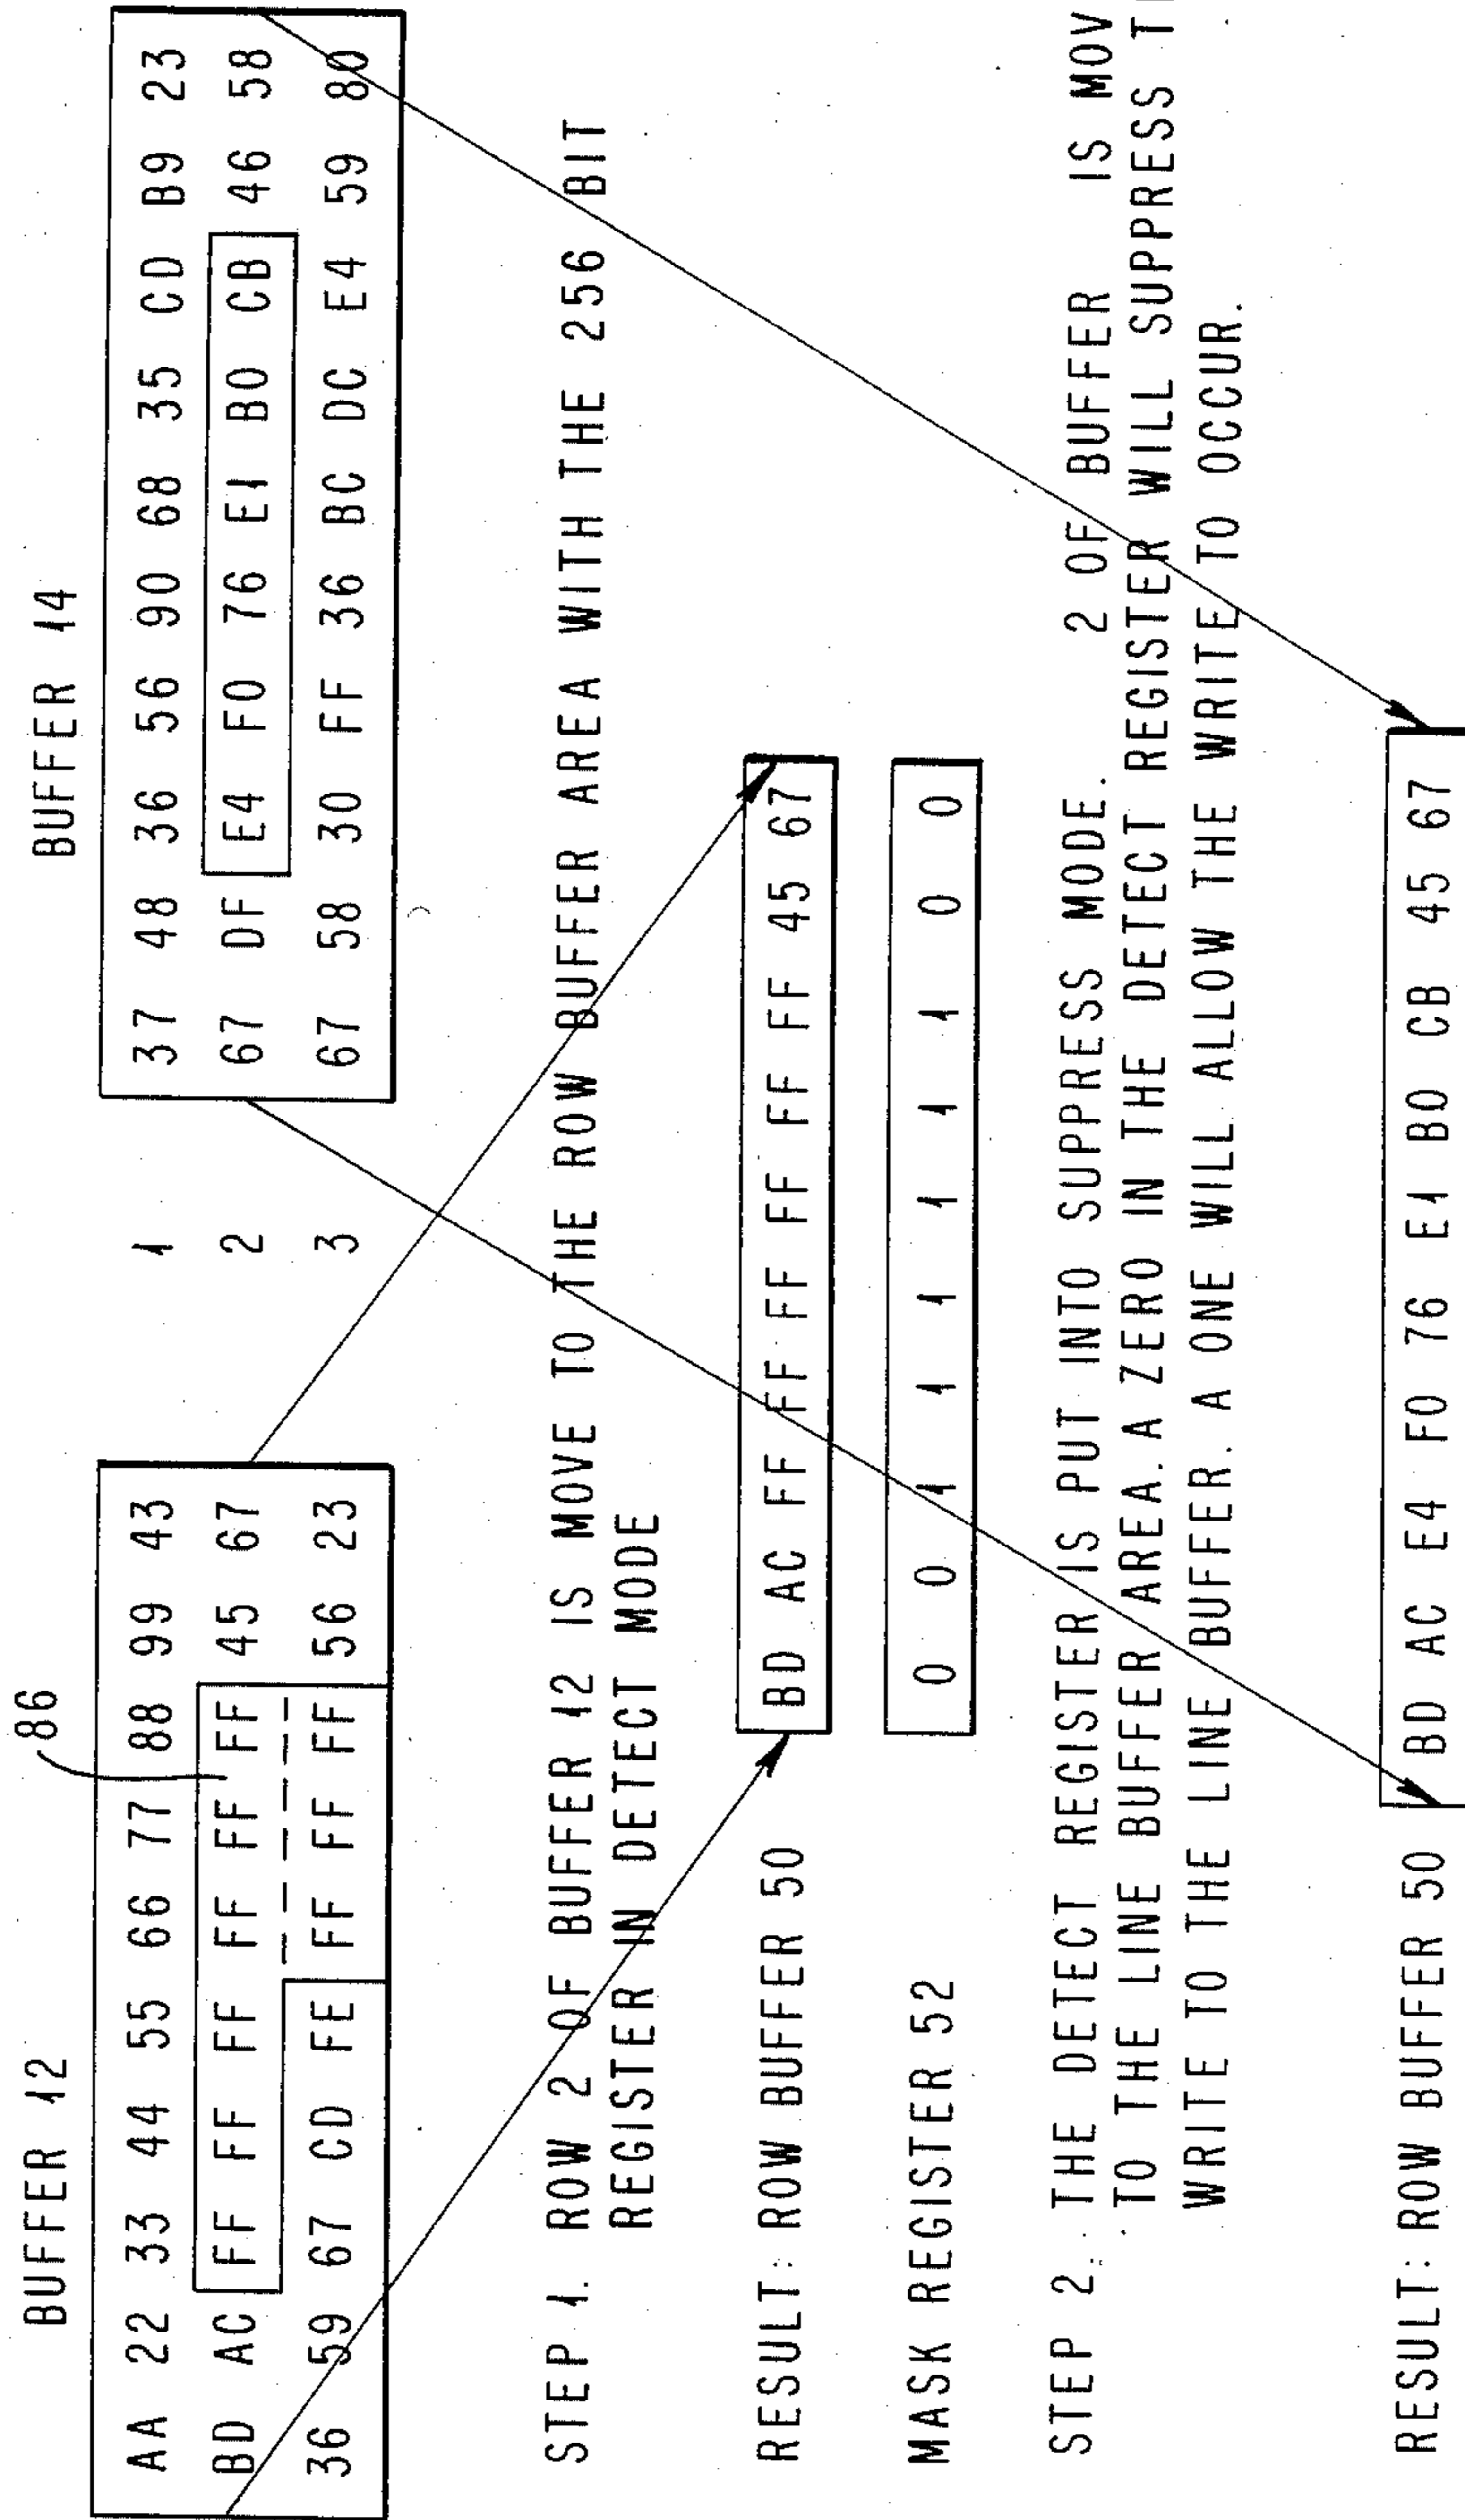 86
BUFFER 12
BUFFER 14
AA 22 33 44 55 66 77 88 99 43 1 37 48 36 56 90 68 35 CD B9 23
BD AC FF FF FF FF FF FF 45 67 2 67 DF E4 F0 76 E1 B0 CB 46 58
36 59 67 CD FE FF FF FF 56 23 3 67 58 30 FF 36 BC DC E4 59 80
STEP 1. ROW 2 OF BUFFER 12 IS MOVE TO THE ROW BUFFER AREA WITH THE 256 BIT
REGISTER IN DETECT MODE
RESULT: ROW BUFFER 50 BD AC FF FF FF FF FF FF 45 67
MASK REGISTER 52 0 0 1 1 1 1 1 1 0 0
STEP 2. THE DETECT REGISTER IS PUT INTO SUPPRESS MODE. 2 OF BUFFER IS MOV
TO THE LINE BUFFER AREA. A ZERO IN THE DETECT REGISTER WILL SUPPRESS T
WRITE TO THE LINE BUFFER. A ONE WILL ALLOW THE WRITE TO OCCUR.
RESULT: ROW BUFFER 50 BD AC E4 F0 76 E1 B0 CB 45 67